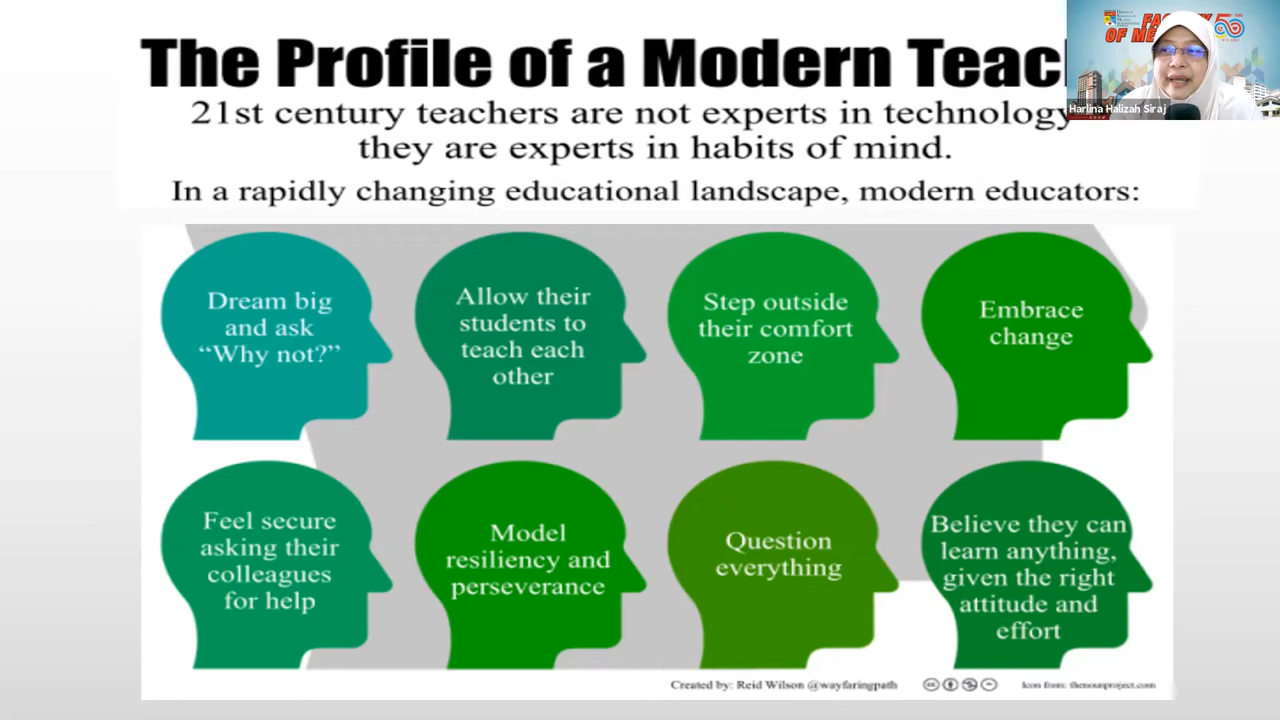 The Profile of a Modern Teac
21st century teachers are not experts in technology
they are experts in habits of mind.
In a rapidly changing educational landscape, modern educators:
Dream big
and ask
“Why not?”
Allow their
students to
teach each
other
Step outside
their comfort
zone
Embrace
change
Feel secure
asking their
colleagues
for help
Model
resiliency and
perseverance
Question
everything
Believe they can
learn anything,
given the right
attitude and
effort
Created by: Reid Wilson @wayfaringpath
Icon from: thenounproject.com
OF ME
Harlina Halizah Siraj